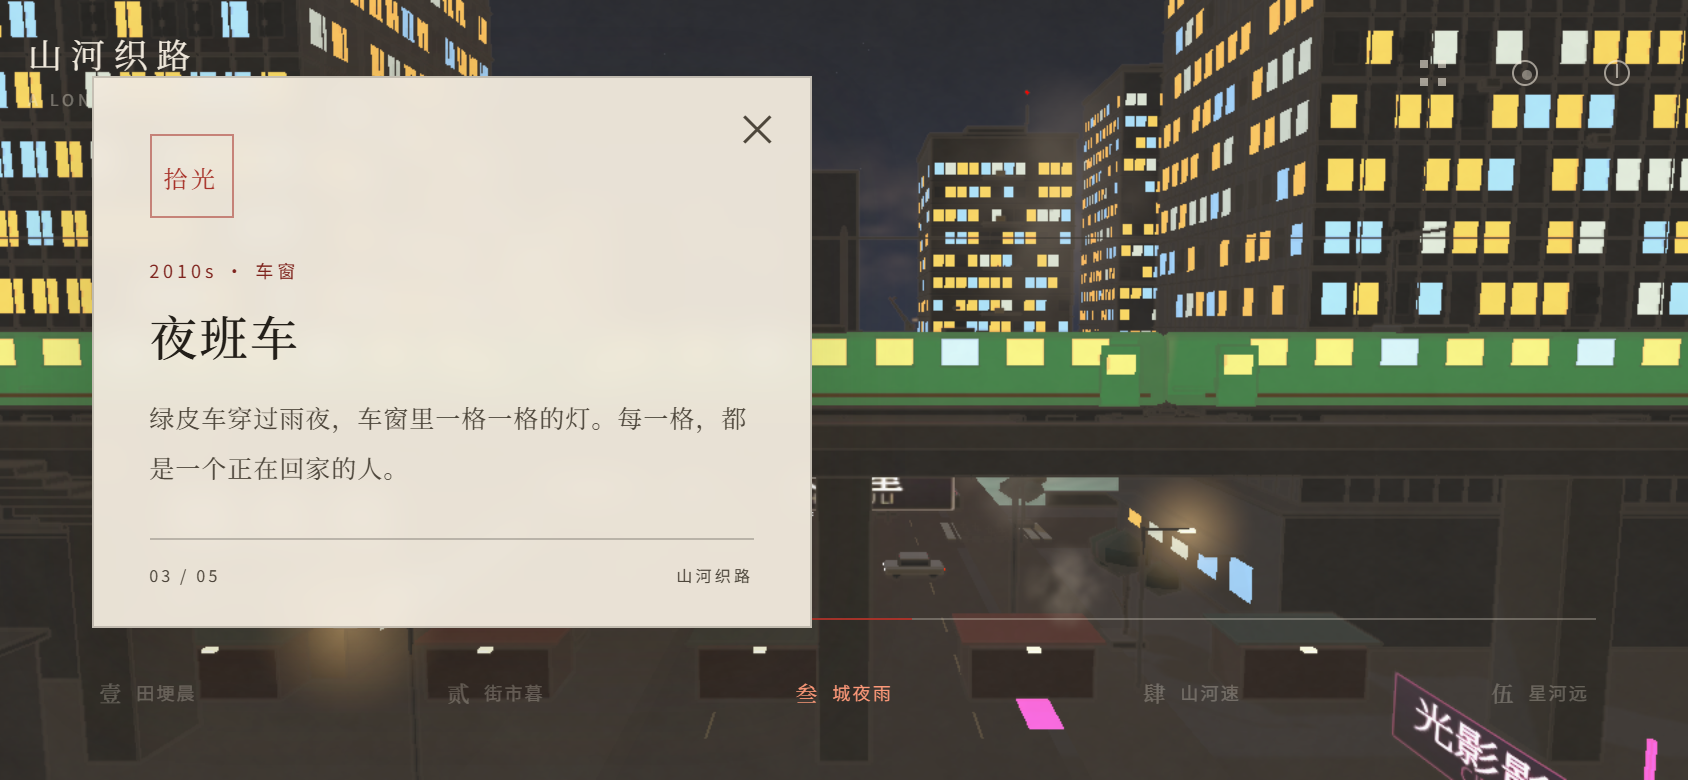 山河织路
LON
拾光
2010s · 车窗
夜班车
绿皮车穿过雨夜，车窗里一格一格的灯。每一格，都
是一个正在回家的人。
03 / 05
山河织路
壹 田埂晨
贰 街市暮
叁 城夜雨
肆 山河速
伍 星河远
光影